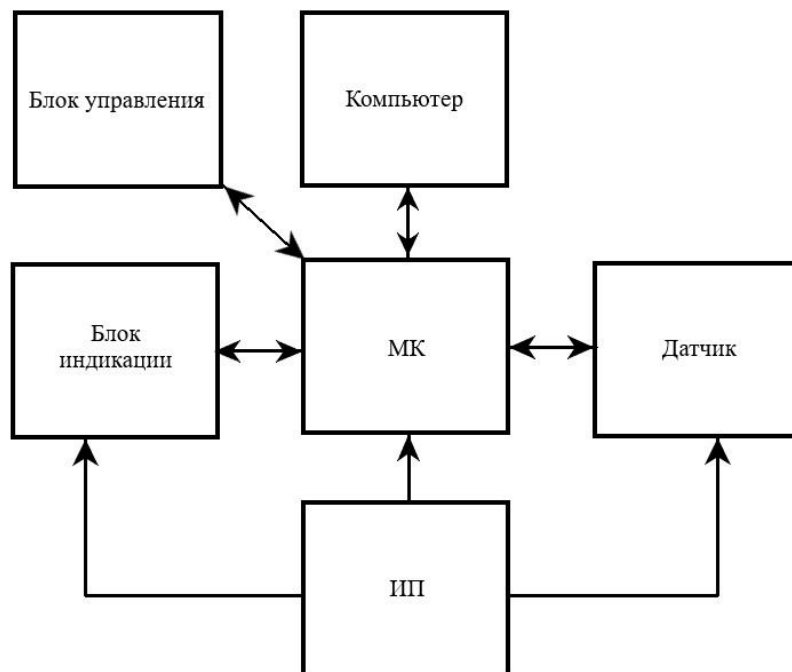 Блок управления
Компьютер
Блок
индикации
МК
Датчик
ИП